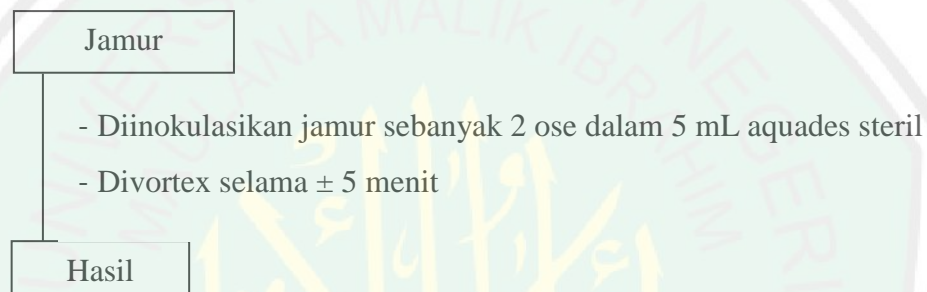 Jamur
- Diinokulasikan jamur sebanyak 2 ose dalam 5 mL aquades steril
- Divortex selama ± 5 menit
Hasil